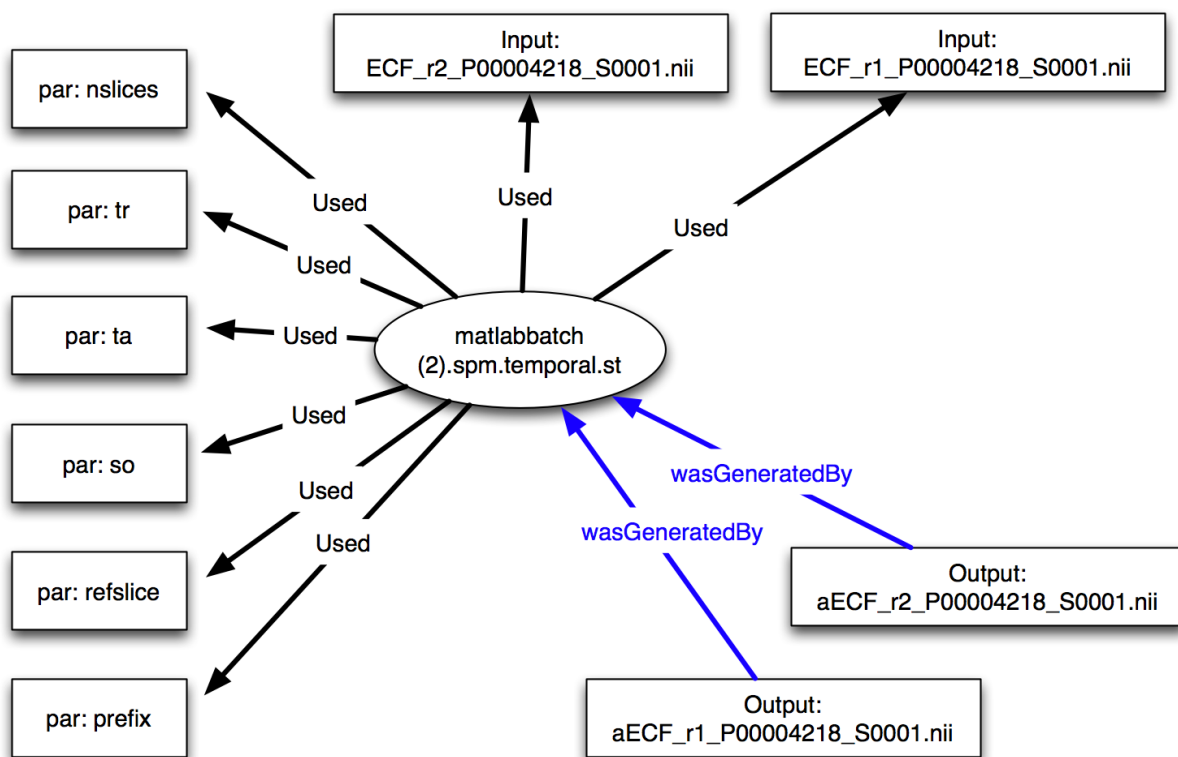 Input:
ECF_r2_P00004218_S0001.nii
Input:
ECF_r1_P00004218_S0001.nii
par: nslices
Used
Used
Used
par: tr
Used
par: ta
Used
matlabbatch
(2).spm.temporal.st
Used
par: so
Used
Used
wasGeneratedBy
wasGeneratedBy
par: refslice
Output:
aECF_r2_P00004218_S0001.nii
par: prefix
Output:
aECF_r1_P00004218_S0001.nii